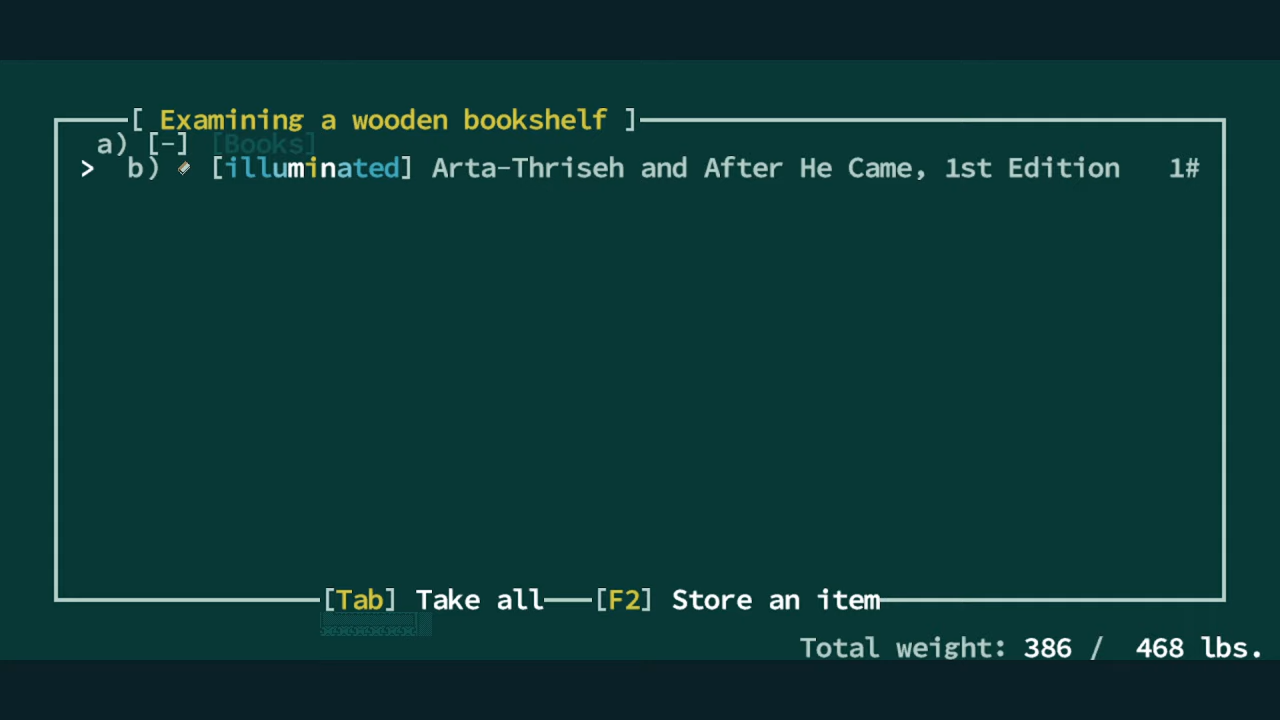 [ Examining a wooden bookshelf ]
a) [-] [Books]
> b) [illuminated] Arta-Thriseh and After He Came, 1st Edition 1#
[Tab] Take all [F2] Store an item
Total weight: 386 / 468 lbs.